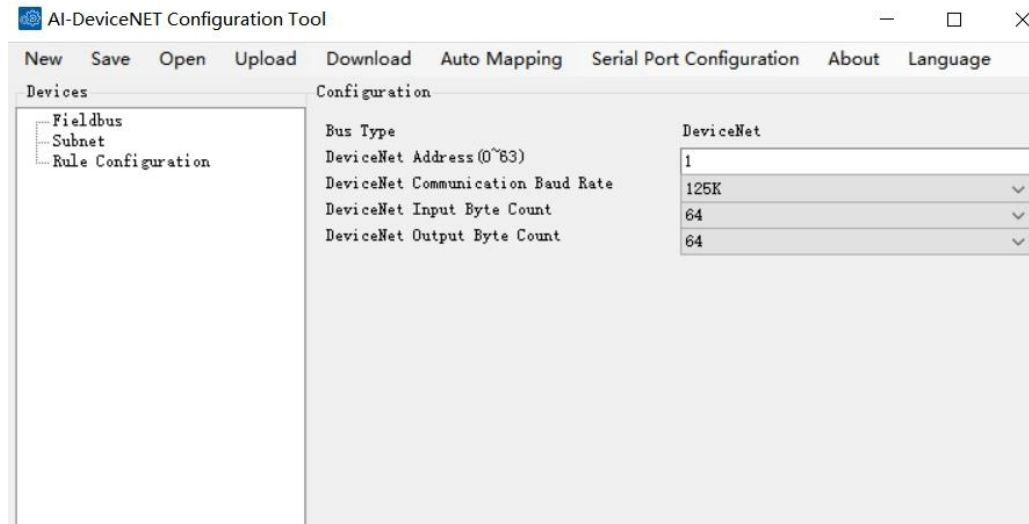 AI-DeviceNET Configuration Tool
New Save Open Upload Download Auto Mapping Serial Port Configuration About Language
Devices
Fieldbus
Subnet
Rule Configuration
Configuration
Bus Type DeviceNet
DeviceNet Address(0~63) 1
DeviceNet Communication Baud Rate 125K
DeviceNet Input Byte Count 64
DeviceNet Output Byte Count 64